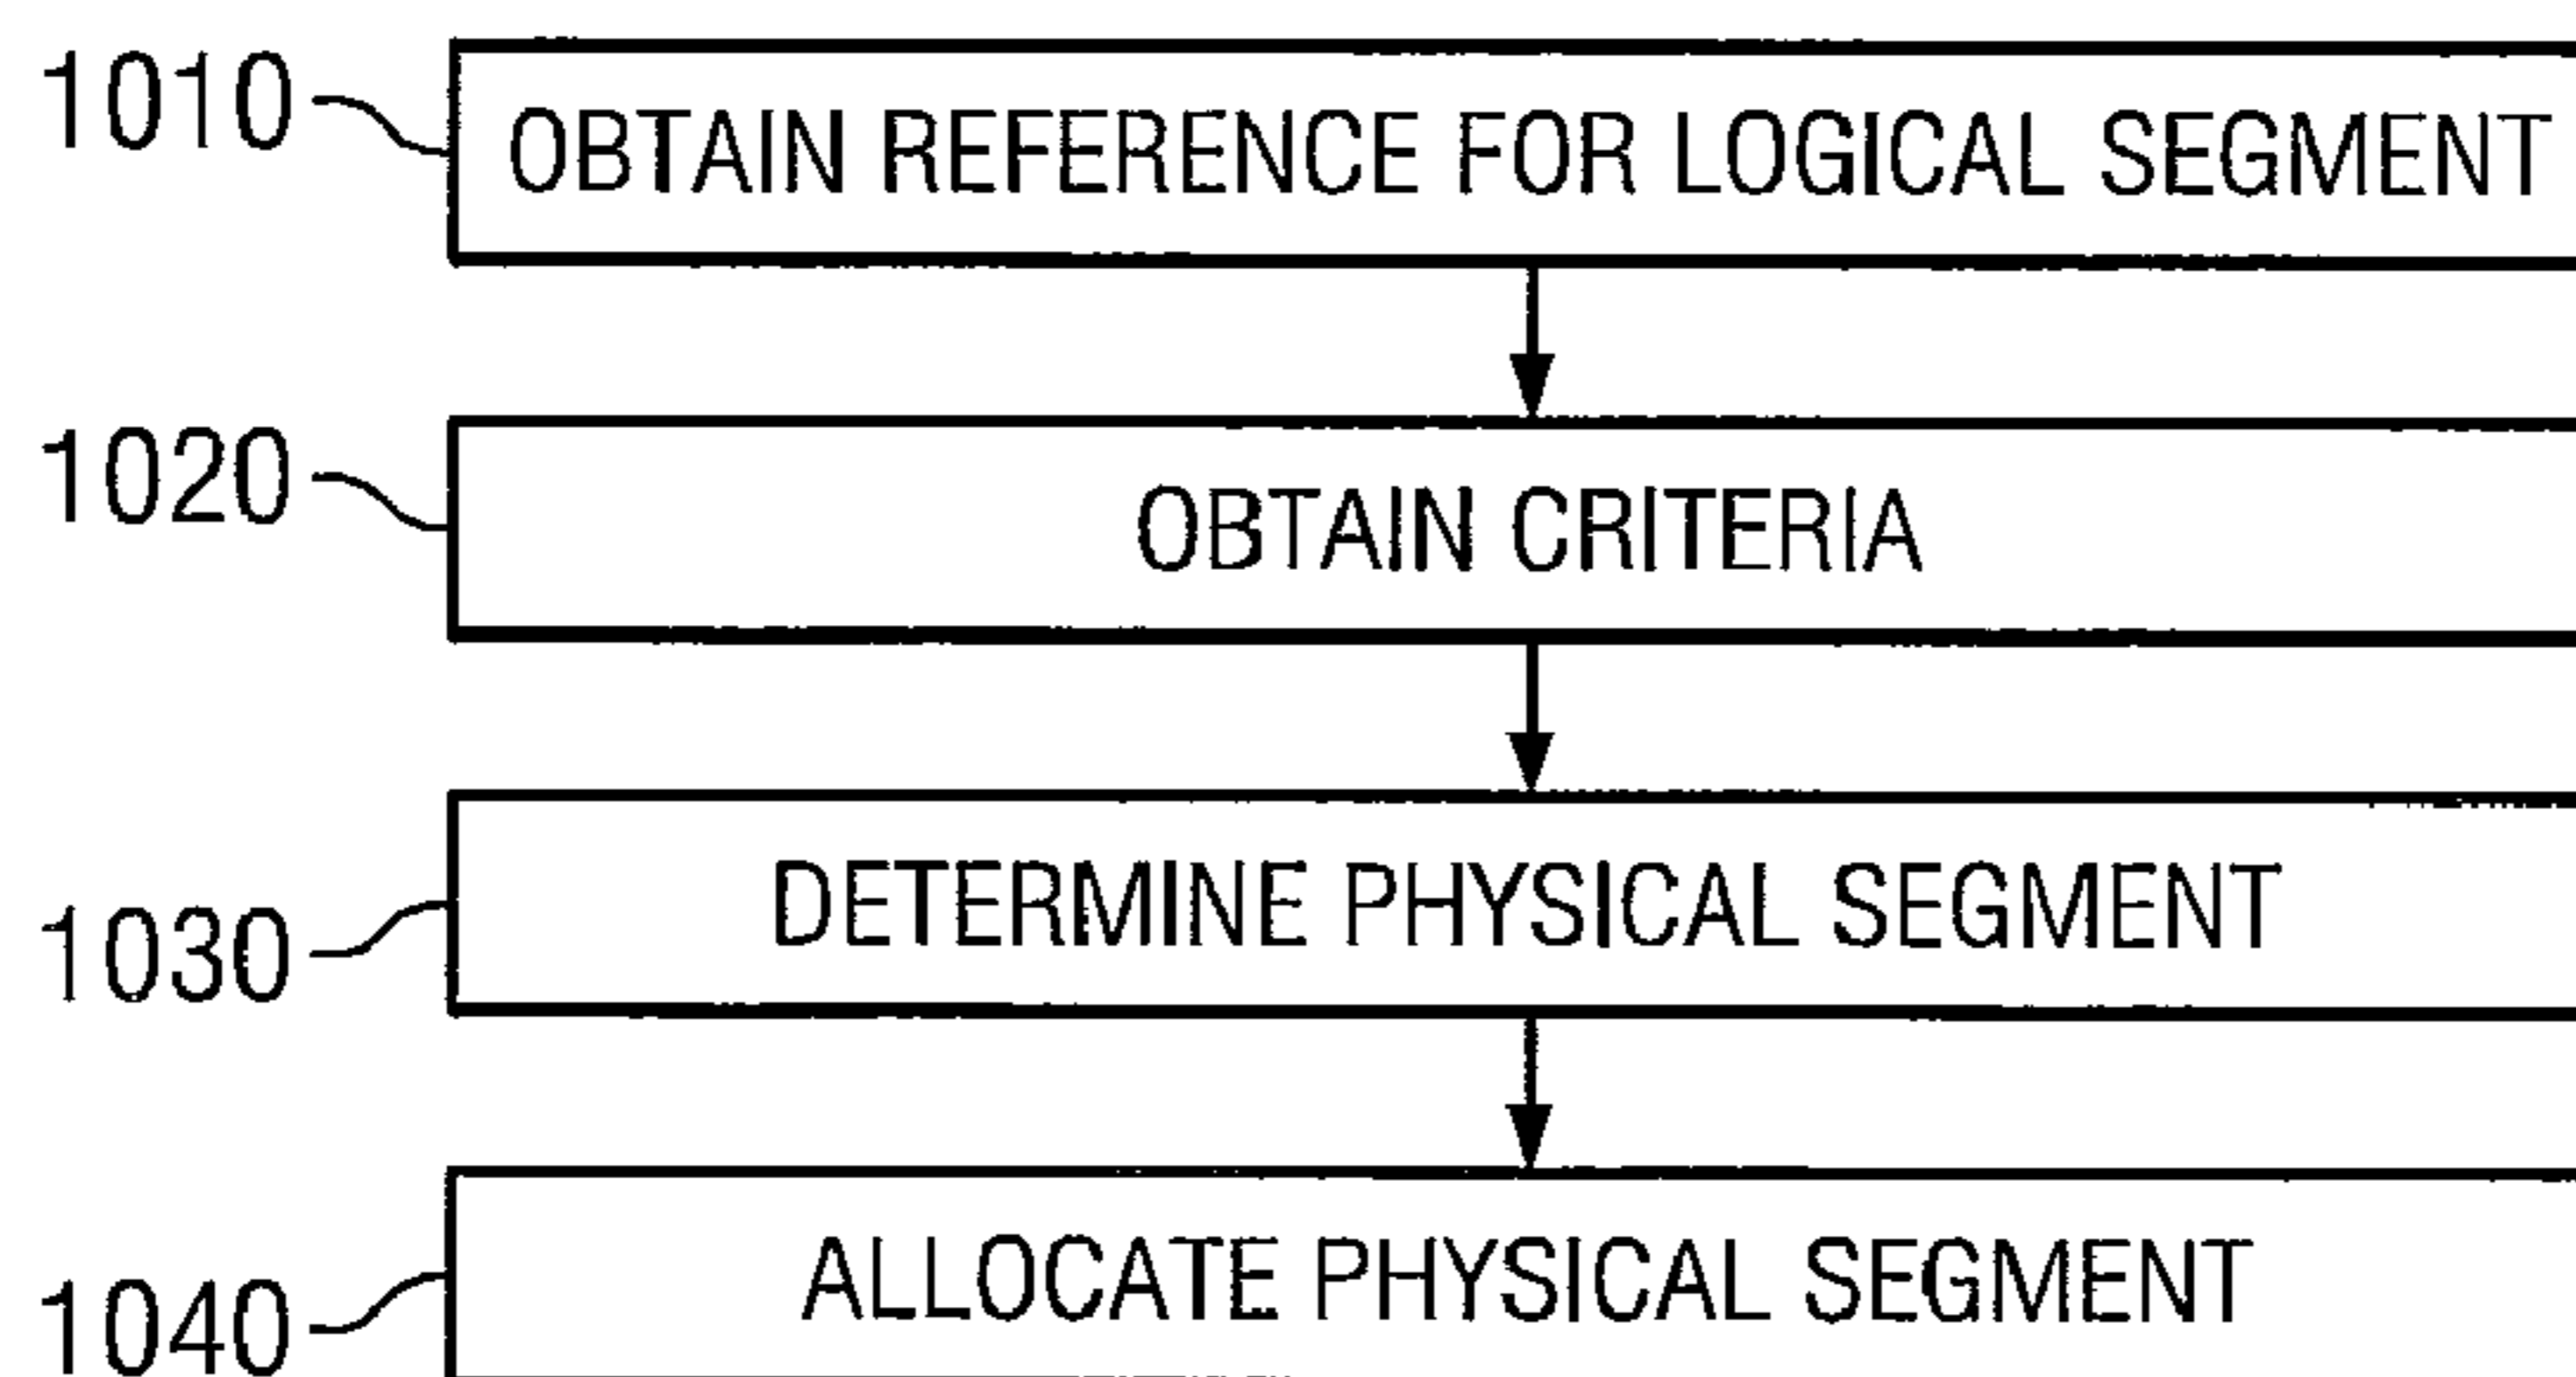 1010 OBTAIN REFERENCE FOR LOGICAL SEGMENT
1020 OBTAIN CRITERIA
1030 DETERMINE PHYSICAL SEGMENT
1040 ALLOCATE PHYSICAL SEGMENT